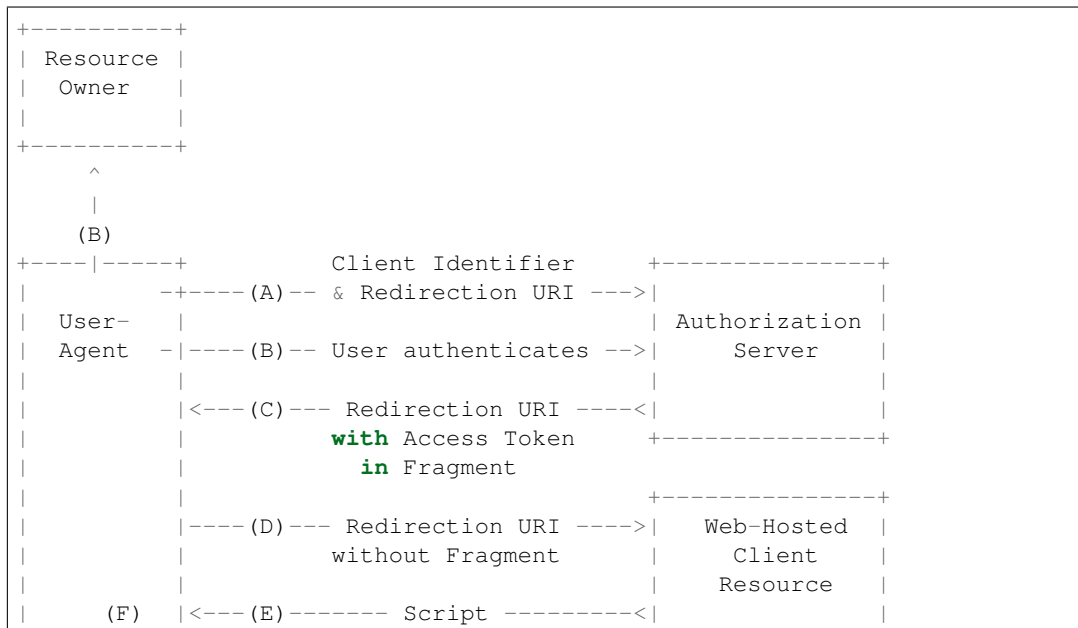 +----------+
| Resource |
|  Owner   |
|          |
+----------+
     ^
     |
    (B)
+----|-----+          Client Identifier     +---------------+
|         -+----(A)-- & Redirection URI --->|               |
|  User-   |                                | Authorization |
|  Agent  -|----(B)-- User authenticates -->|     Server    |
|          |                                |               |
|          |<---(C)--- Redirection URI ----<|               |
|          |          with Access Token     +---------------+
|          |            in Fragment
|          |                                +---------------+
|          |----(D)--- Redirection URI ---->|   Web-Hosted  |
|          |          without Fragment      |     Client    |
|          |                                |    Resource   |
|     (F)  |<---(E)------- Script ---------<|               |